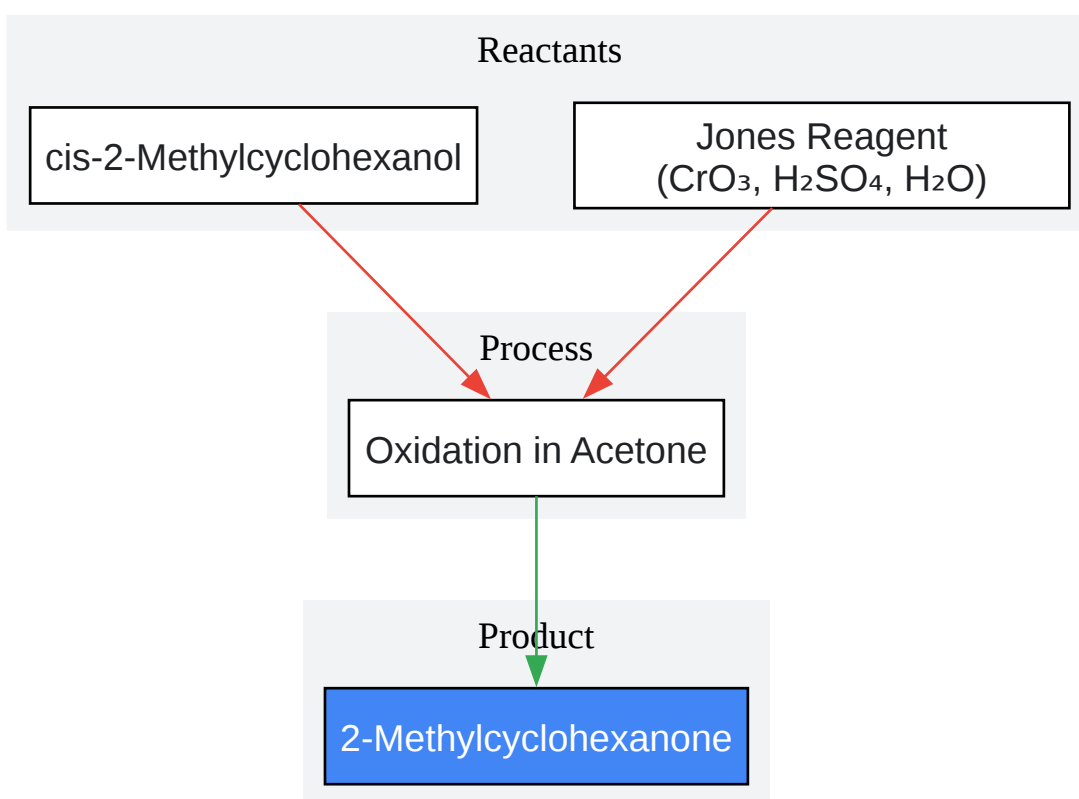 Reactants
cis-2-Methylcyclohexanol
Jones Reagent
(CrO₃, H₂SO₄, H₂O)
Process
Oxidation in Acetone
Product
2-Methylcyclohexanone